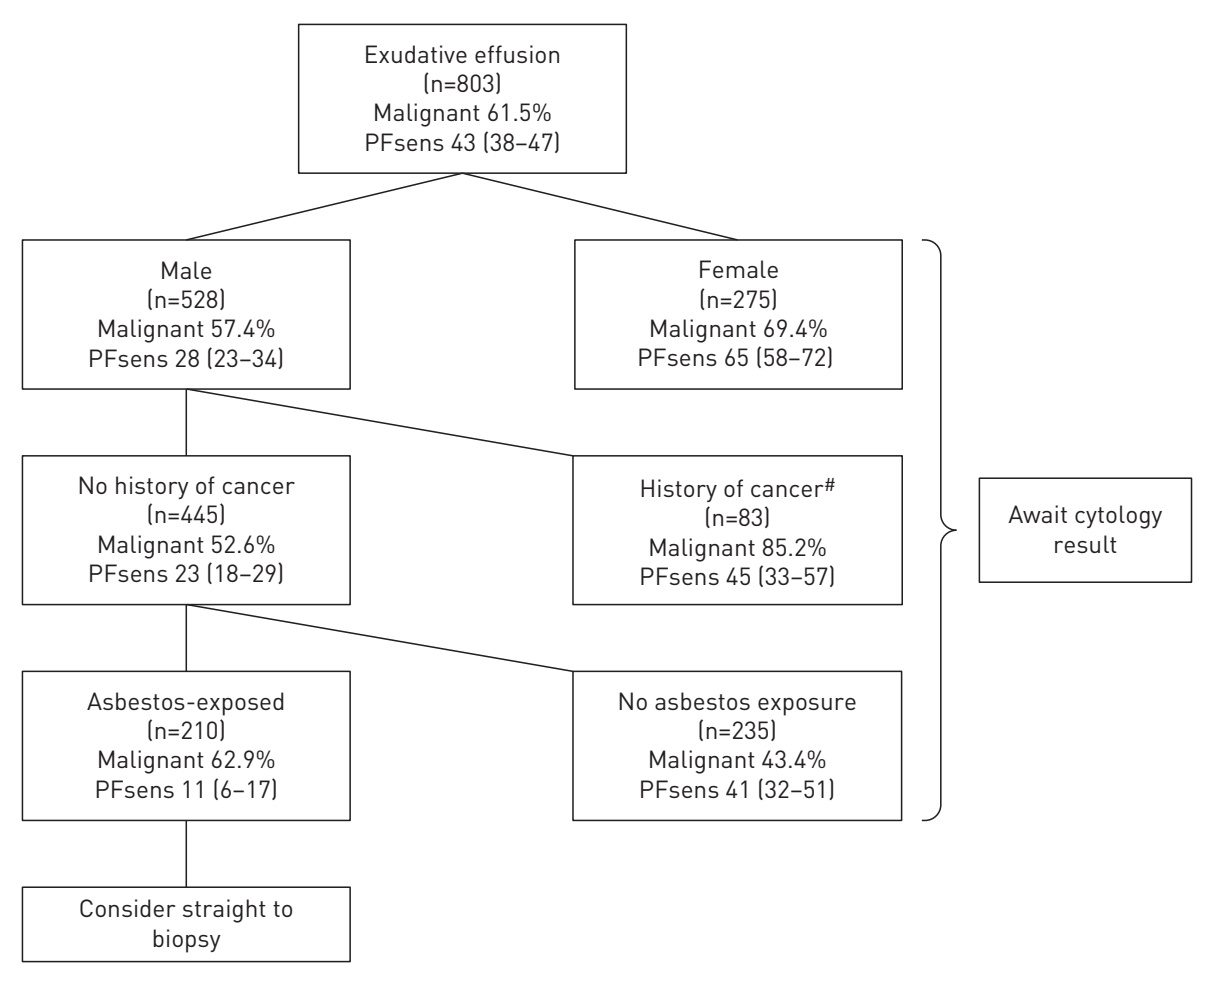 Exudative effusion
(n=803)
Malignant 61.5%
PFsens 43 (38–47)
Male
(n=528)
Malignant 57.4%
PFsens 28 (23–34)
Female
(n=275)
Malignant 69.4%
PFsens 65 (58–72)
No history of cancer
(n=445)
Malignant 52.6%
PFsens 23 (18–29)
History of cancer#
(n=83)
Malignant 85.2%
PFsens 45 (33–57)
Await cytology
result
Asbestos-exposed
(n=210)
Malignant 62.9%
PFsens 11 (6–17)
No asbestos exposure
(n=235)
Malignant 43.4%
PFsens 41 (32–51)
Consider straight to
biopsy